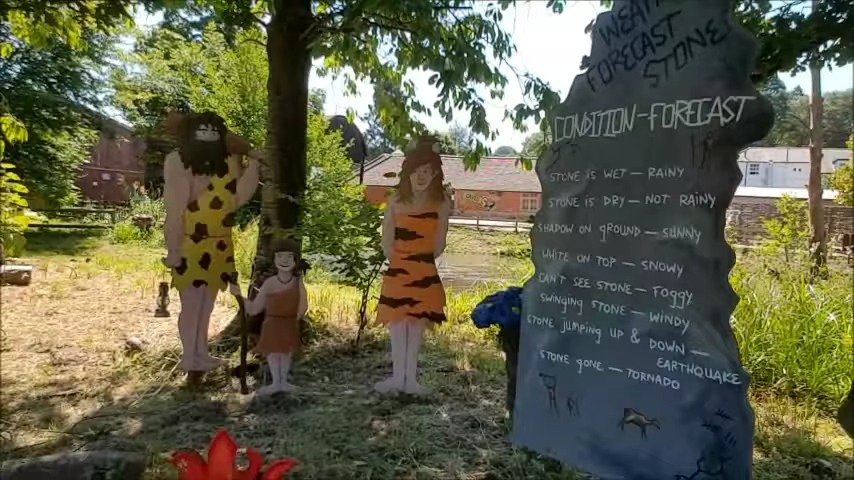 WEATHER
FORECAST
STONE
CONDITION-FORECAST
STONE IS WET - RAINY
STONE IS DRY - NOT RAINY
SHADOW ON GROUND - SUNNY
WHITE ON TOP - SNOWY
CAN'T SEE STONE - FOGGY
SWINGING STONE - WINDY
STONE JUMPING UP & DOWN -
EARTHQUAKE
STONE GONE - TORNADO